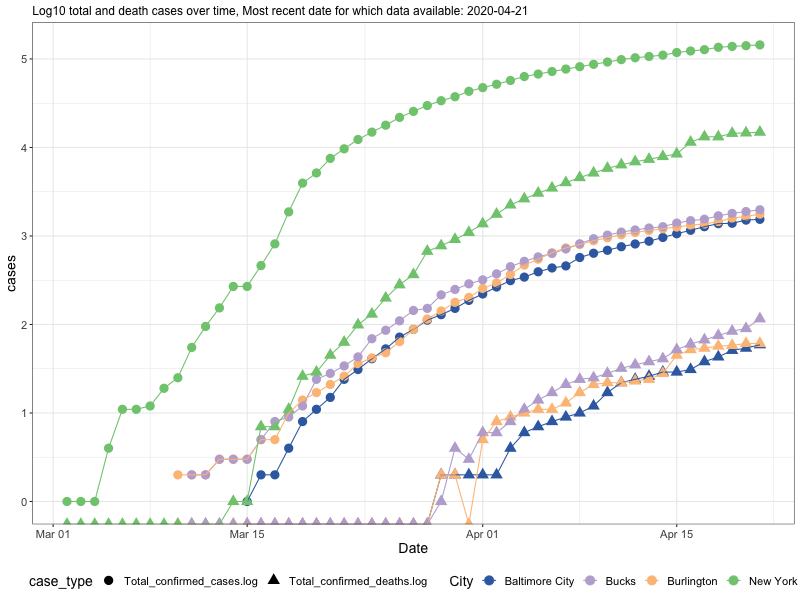 Log10 total and death cases over time, Most recent date for which data available: 2020-04-21
cases
5
4
3
2
1
0
Mar 01 Mar 15 Apr 01 Apr 15
Date
case_type Total_confirmed_cases.log Total_confirmed_deaths.log City Baltimore City Bucks Burlington New York